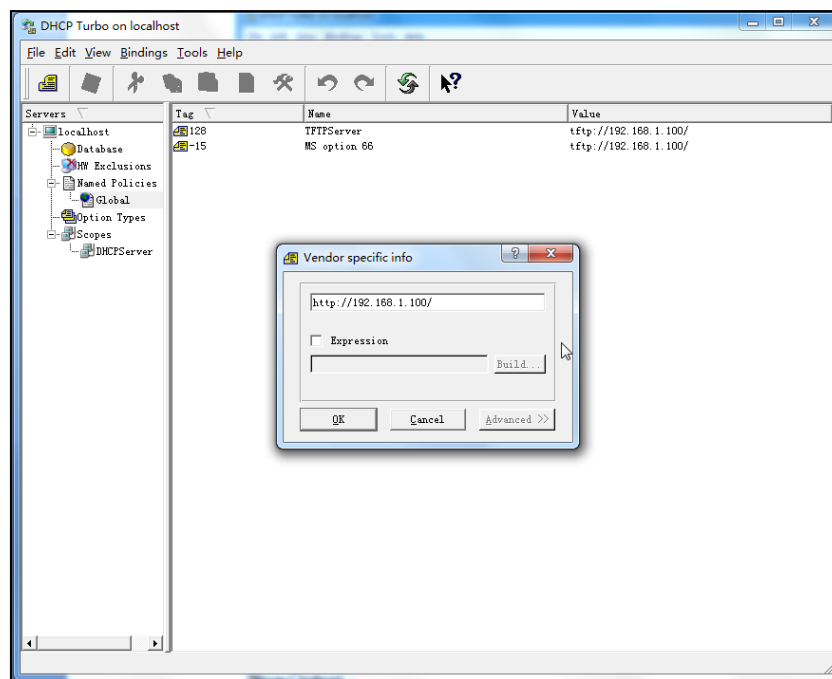 DHCP Turbo on localhost
File Edit View Bindings Tools Help
Servers
Tag Name Value
localhost
Database
HW Exclusions
Named Policies
Global
Option Types
Scopes
DHCPServer
128 TFTPServer tftp://192.168.1.100/
-15 MS option 66 tftp://192.168.1.100/
Vendor specific info
http://192.168.1.100/
Expression
Build...
OK Cancel Advanced >>